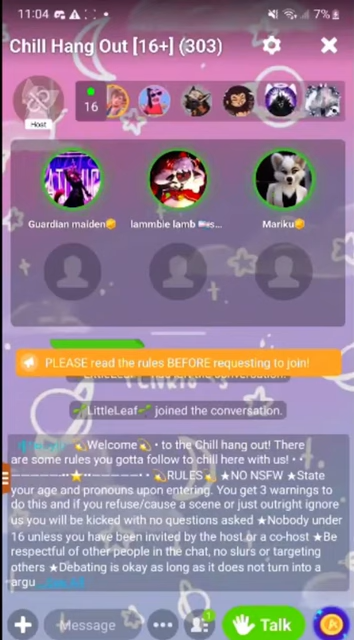 11:04
7%
Chill Hang Out [16+] (303)
Host
16
Guardian maiden
lammbie lamb
s...
Mariku
PLEASE read the rules BEFORE requesting to join!
LittleLeaf joined the conversation.
Welcome • to the Chill hang out! There
are some rules you gotta follow to chill here with us! • •
RULES ★NO NSFW ★State
your age and pronouns upon entering. You get 3 warnings to
do this and if you refuse/cause a scene or just outright ignore
us you will be kicked with no questions asked ★Nobody under
16 unless you have been invited by the host or a co-host ★Be
respectful of other people in the chat, no slurs or targeting
others ★Debating is okay as long as it does not turn into a
argu
Message
1
Talk